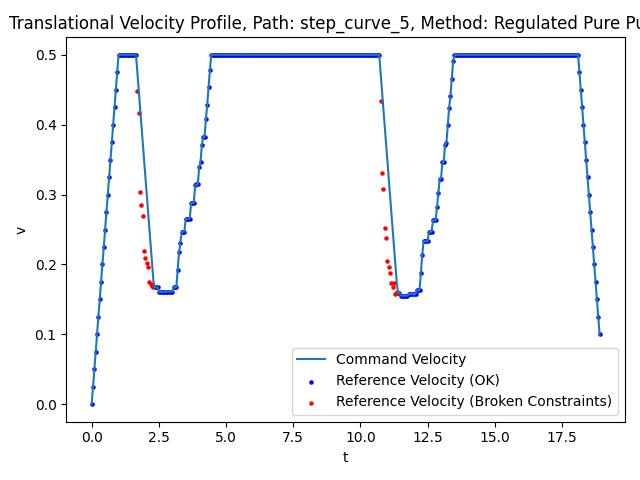 Translational Velocity Profile, Path: step_curve_5, Method: Regulated Pure Pu
v
0.5
0.4
0.3
0.2
0.1
0.0
Command Velocity
Reference Velocity (OK)
Reference Velocity (Broken Constraints)
0.0 2.5 5.0 7.5 10.0 12.5 15.0 17.5
t